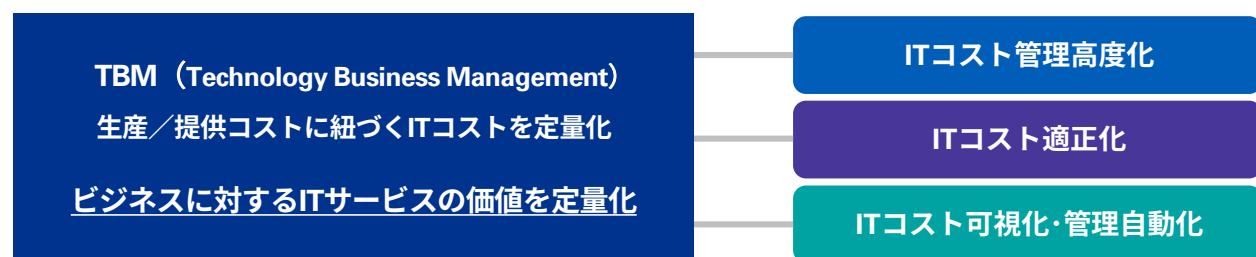 TBM（Technology Business Management）
生産／提供コストに紐づくITコストを定量化
ビジネスに対するITサービスの価値を定量化
ITコスト管理高度化
ITコスト適正化
ITコスト可視化･管理自動化